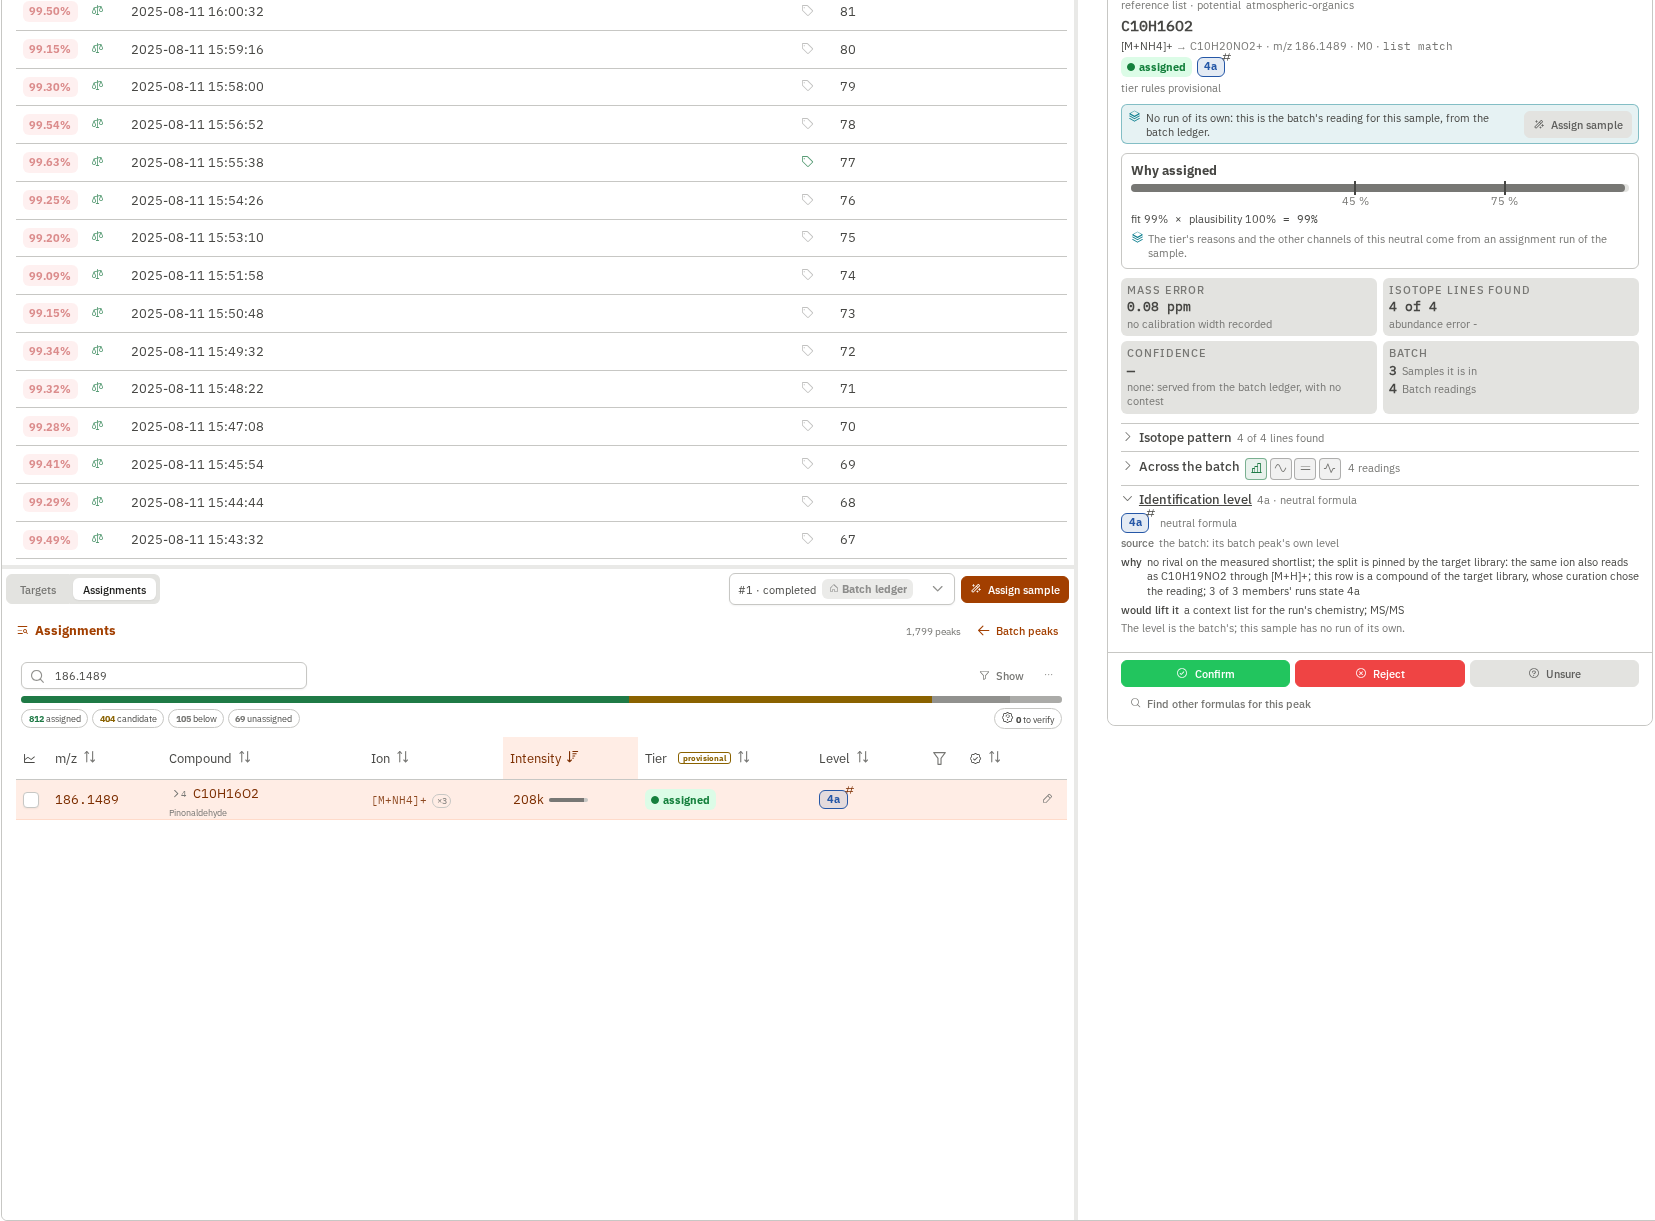 99.50% 2025-08-11 16:00:32 81
99.15% 2025-08-11 15:59:16 80
99.30% 2025-08-11 15:58:00 79
99.54% 2025-08-11 15:56:52 78
99.63% 2025-08-11 15:55:38 77
99.25% 2025-08-11 15:54:26 76
99.20% 2025-08-11 15:53:10 75
99.09% 2025-08-11 15:51:58 74
99.15% 2025-08-11 15:50:48 73
99.34% 2025-08-11 15:49:32 72
99.32% 2025-08-11 15:48:22 71
99.28% 2025-08-11 15:47:08 70
99.41% 2025-08-11 15:45:54 69
99.29% 2025-08-11 15:44:44 68
99.49% 2025-08-11 15:43:32 67
Targets Assignments #1 · completed Batch ledger Assign sample
Assignments 1,799 peaks ← Batch peaks
186.1489 Show ...
812 assigned 404 candidate 105 below 69 unassigned 0 to verify
m/z Compound Ion Intensity Tier provisional Level
186.1489 4 C10H16O2 [M+NH4]+ ×3 208k assigned 4a #
Pinonaldehyde
reference list · potential atmospheric-organics
C10H16O2
[M+NH4]+ → C10H20NO2+ · m/z 186.1489 · M0 · list match
assigned 4a #
tier rules provisional
No run of its own: this is the batch's reading for this sample, from the
batch ledger.
Assign sample
Why assigned
45 % 75 %
fit 99% × plausibility 100% = 99%
The tier's reasons and the other channels of this neutral come from an assignment run of the
sample.
MASS ERROR
0.08 ppm
no calibration width recorded
ISOTOPE LINES FOUND
4 of 4
abundance error -
CONFIDENCE
—
none: served from the batch ledger, with no
contest
BATCH
3 Samples it is in
4 Batch readings
Isotope pattern 4 of 4 lines found
Across the batch 4 readings
Identification level 4a · neutral formula
4a # neutral formula
source the batch: its batch peak's own level
why no rival on the measured shortlist; the split is pinned by the target library: the same ion also reads
as C10H19NO2 through [M+H]+; this row is a compound of the target library, whose curation chose
the reading; 3 of 3 members' runs state 4a
would lift it a context list for the run's chemistry; MS/MS
The level is the batch's; this sample has no run of its own.
Confirm Reject Unsure
Find other formulas for this peak